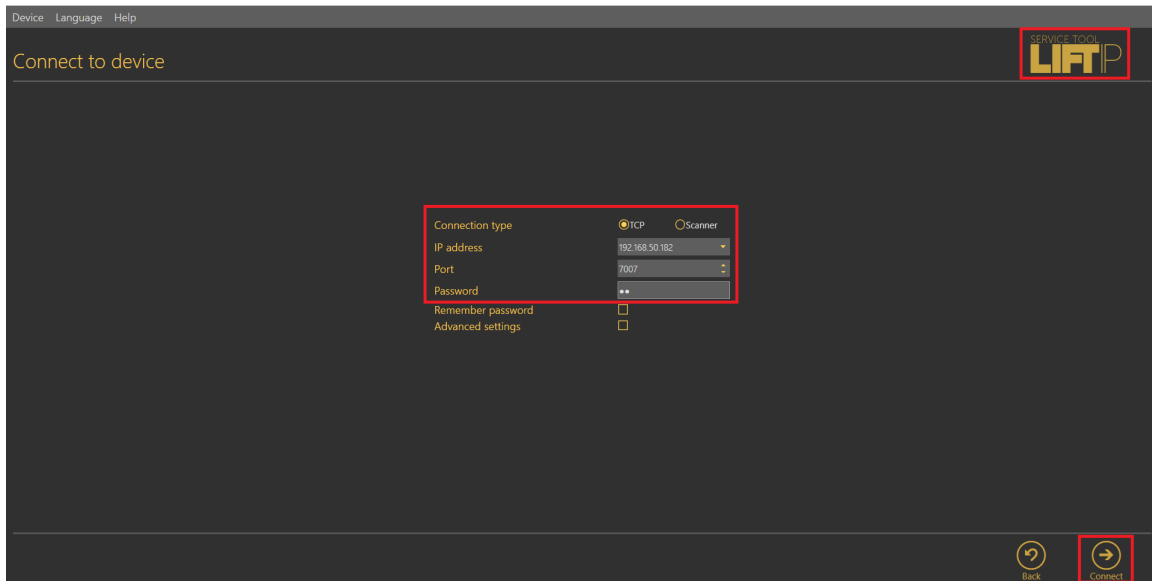 Device Language Help
Connect to device
SERVICE TOOL
LIFTIP
Connection type TCP Scanner
IP address 192.168.50.182
Port 7007
Password ••
Remember password
Advanced settings
Back Connect